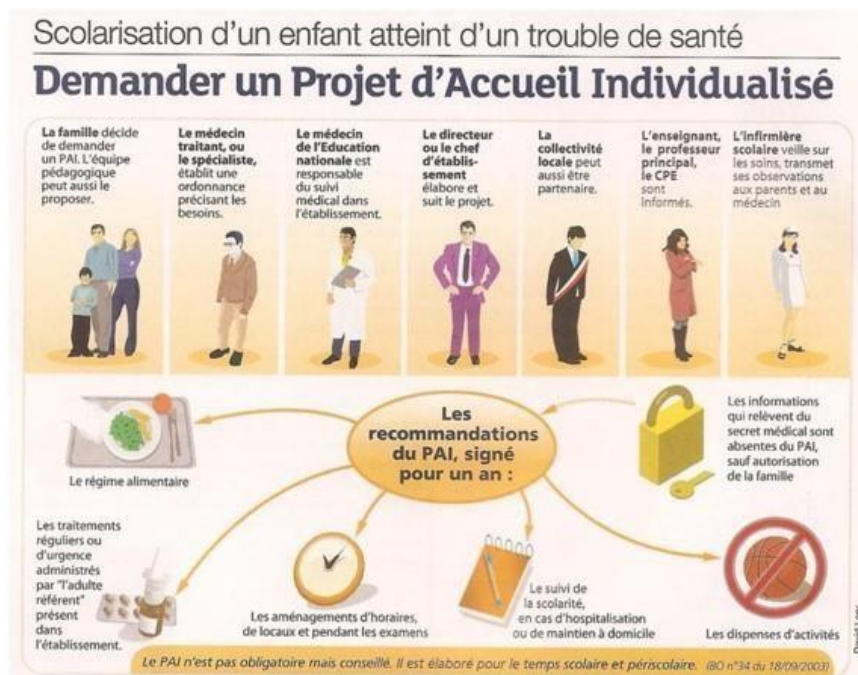 Scolarisation d'un enfant atteint d'un trouble de santé
Demander un Projet d'Accueil Individualisé
La famille décide
de demander
un PAI. L'équipe
pédagogique
peut aussi le
proposer.
Le médecin
traitant, ou
le spécialiste,
établit une
ordonnance
précisant les
besoins.
Le médecin
de l'Education
nationale est
responsable
du suivi
médical dans
l'établissement.
Le directeur
ou le chef
d'établis-
sement
élabore et
suit le projet.
La
collectivité
locale peut
aussi être
partenaire.
L'enseignant,
le professeur
principal,
le CPE
sont
informés.
L'infirmière
scolaire veille sur
les soins, transmet
ses observations
aux parents et au
médecin
Les
recommandations
du PAI, signé
pour un an :
Les informations
qui relèvent du
secret médical sont
absentes du PAI,
sauf autorisation
de la famille
Le régime alimentaire
Les traitements
réguliers ou
d'urgence
administrés
par "l'adulte
référent"
présent
dans
l'établissement.
Les aménagements d'horaires,
de locaux et pendant les examens
Le suivi de
la scolarité,
en cas d'hospitalisation
ou de maintien à domicile
Les dispenses d'activités
Le PAI n'est pas obligatoire mais conseillé. Il est élaboré pour le temps scolaire et périscolaire. (BO n°34 du 18/09/2003)